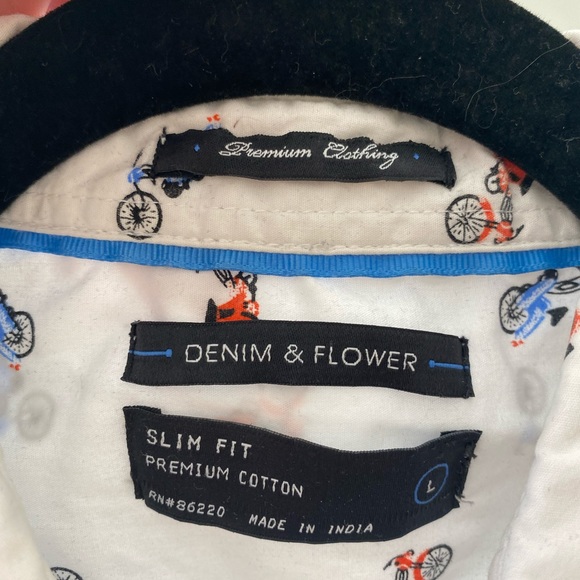 Premium Clothing
DENIM & FLOWER
SLIM FIT
PREMIUM COTTON
L
RN#86220 MADE IN INDIA